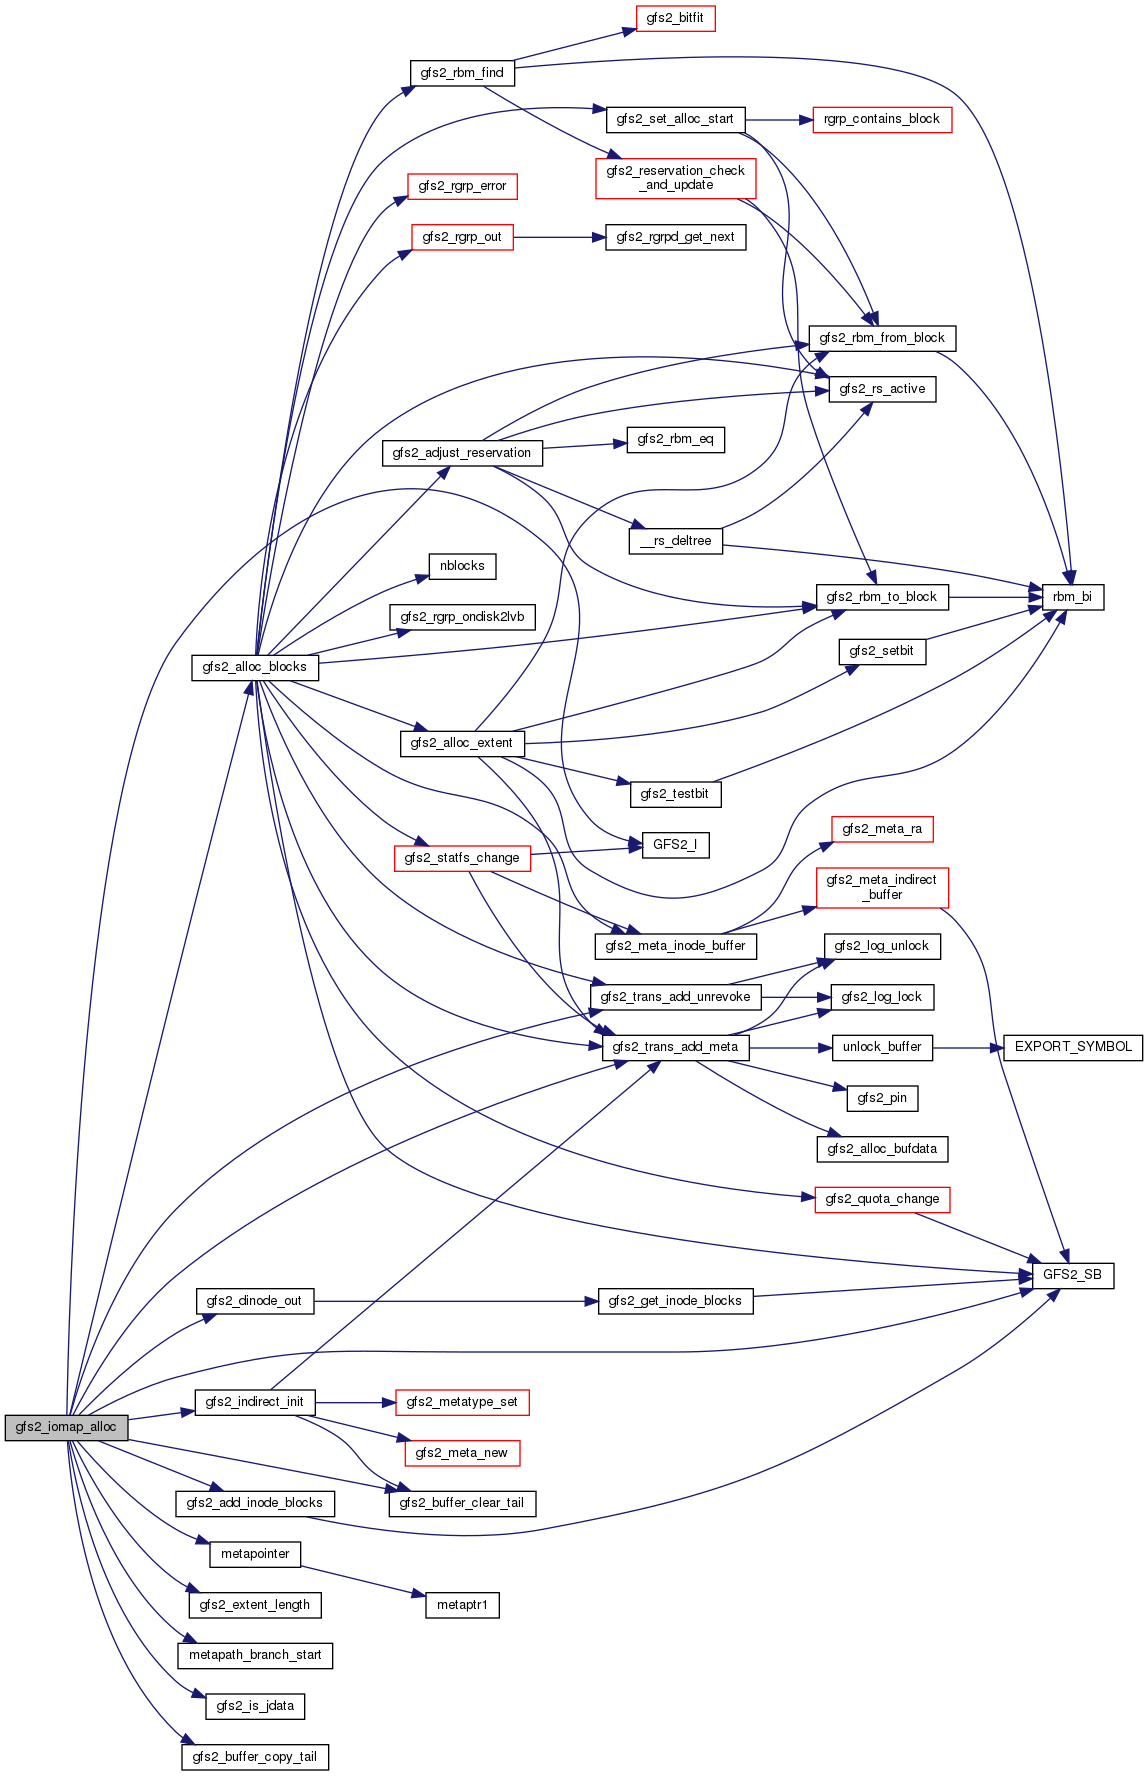 gfs2_bitfit
gfs2_rbm_find
gfs2_set_alloc_start
rgrp_contains_block
gfs2_reservation_check
_and_update
gfs2_rgrp_error
gfs2_rgrp_out
gfs2_rgrpd_get_next
gfs2_rbm_from_block
gfs2_rs_active
gfs2_rbm_eq
gfs2_adjust_reservation
__rs_deltree
nblocks
gfs2_rbm_to_block
rbm_bi
gfs2_rgrp_ondisk2lvb
gfs2_setbit
gfs2_alloc_blocks
gfs2_alloc_extent
gfs2_testbit
gfs2_meta_ra
GFS2_I
gfs2_statfs_change
gfs2_meta_indirect
_buffer
gfs2_meta_inode_buffer
gfs2_log_unlock
gfs2_trans_add_unrevoke
gfs2_log_lock
gfs2_trans_add_meta
unlock_buffer
EXPORT_SYMBOL
gfs2_pin
gfs2_alloc_bufdata
gfs2_quota_change
GFS2_SB
gfs2_dinode_out
gfs2_get_inode_blocks
gfs2_indirect_init
gfs2_metatype_set
gfs2_iomap_alloc
gfs2_meta_new
gfs2_add_inode_blocks
gfs2_buffer_clear_tail
metapointer
gfs2_extent_length
metaptr1
metapath_branch_start
gfs2_is_jdata
gfs2_buffer_copy_tail